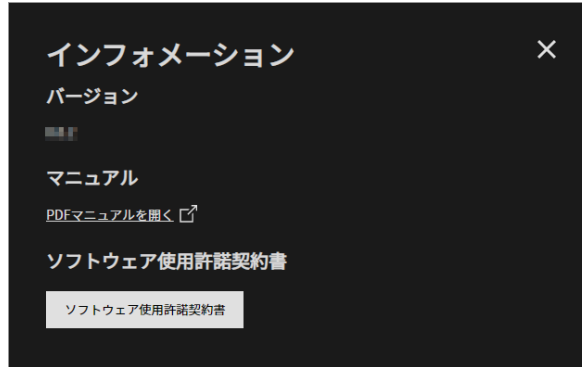 インフォメーション
バージョン
マニュアル
PDFマニュアルを開く
ソフトウェア使用許諾契約書
ソフトウェア使用許諾契約書